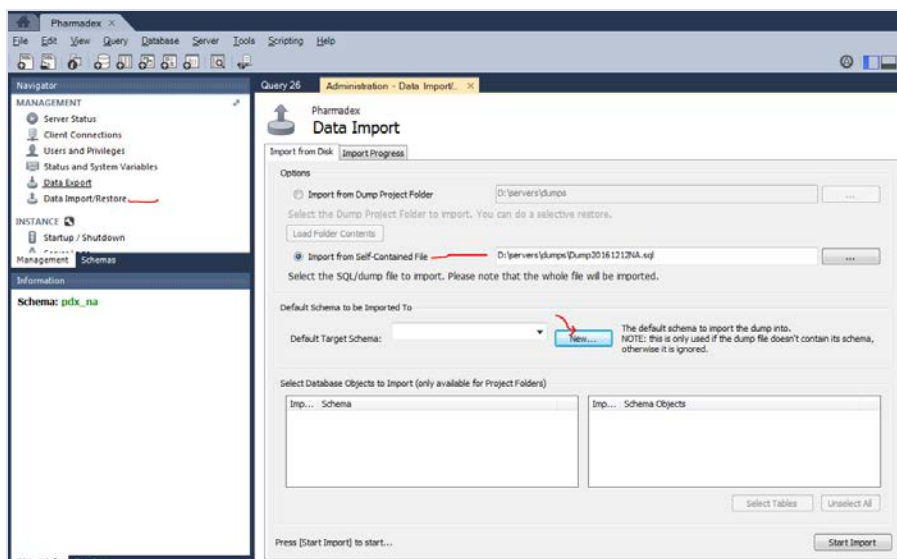 Pharmadex ×
File Edit View Query Database Server Tools Scripting Help
Navigator
MANAGEMENT
Server Status
Client Connections
Users and Privileges
Status and System Variables
Data Export
Data Import/Restore
INSTANCE
Startup / Shutdown
Management Schemas
Information
Schema: pdx_na
Query 26 Administration - Data Import/.. ×
Pharmadex
Data Import
Import from Disk Import Progress
Options
Import from Dump Project Folder D:\servers\dumps ...
Select the Dump Project Folder to import. You can do a selective restore.
Load Folder Contents
Import from Self-Contained File D:\servers\dumps\Dump20161212NA.sql ...
Select the SQL/dump file to import. Please note that the whole file will be imported.
Default Schema to be Imported To
Default Target Schema: New... The default schema to import the dump into.
NOTE: this is only used if the dump file doesn't contain its schema,
otherwise it is ignored.
Select Database Objects to Import (only available for Project Folders)
Imp... Schema Imp... Schema Objects
Select Tables Unselect All
Press [Start Import] to start... Start Import